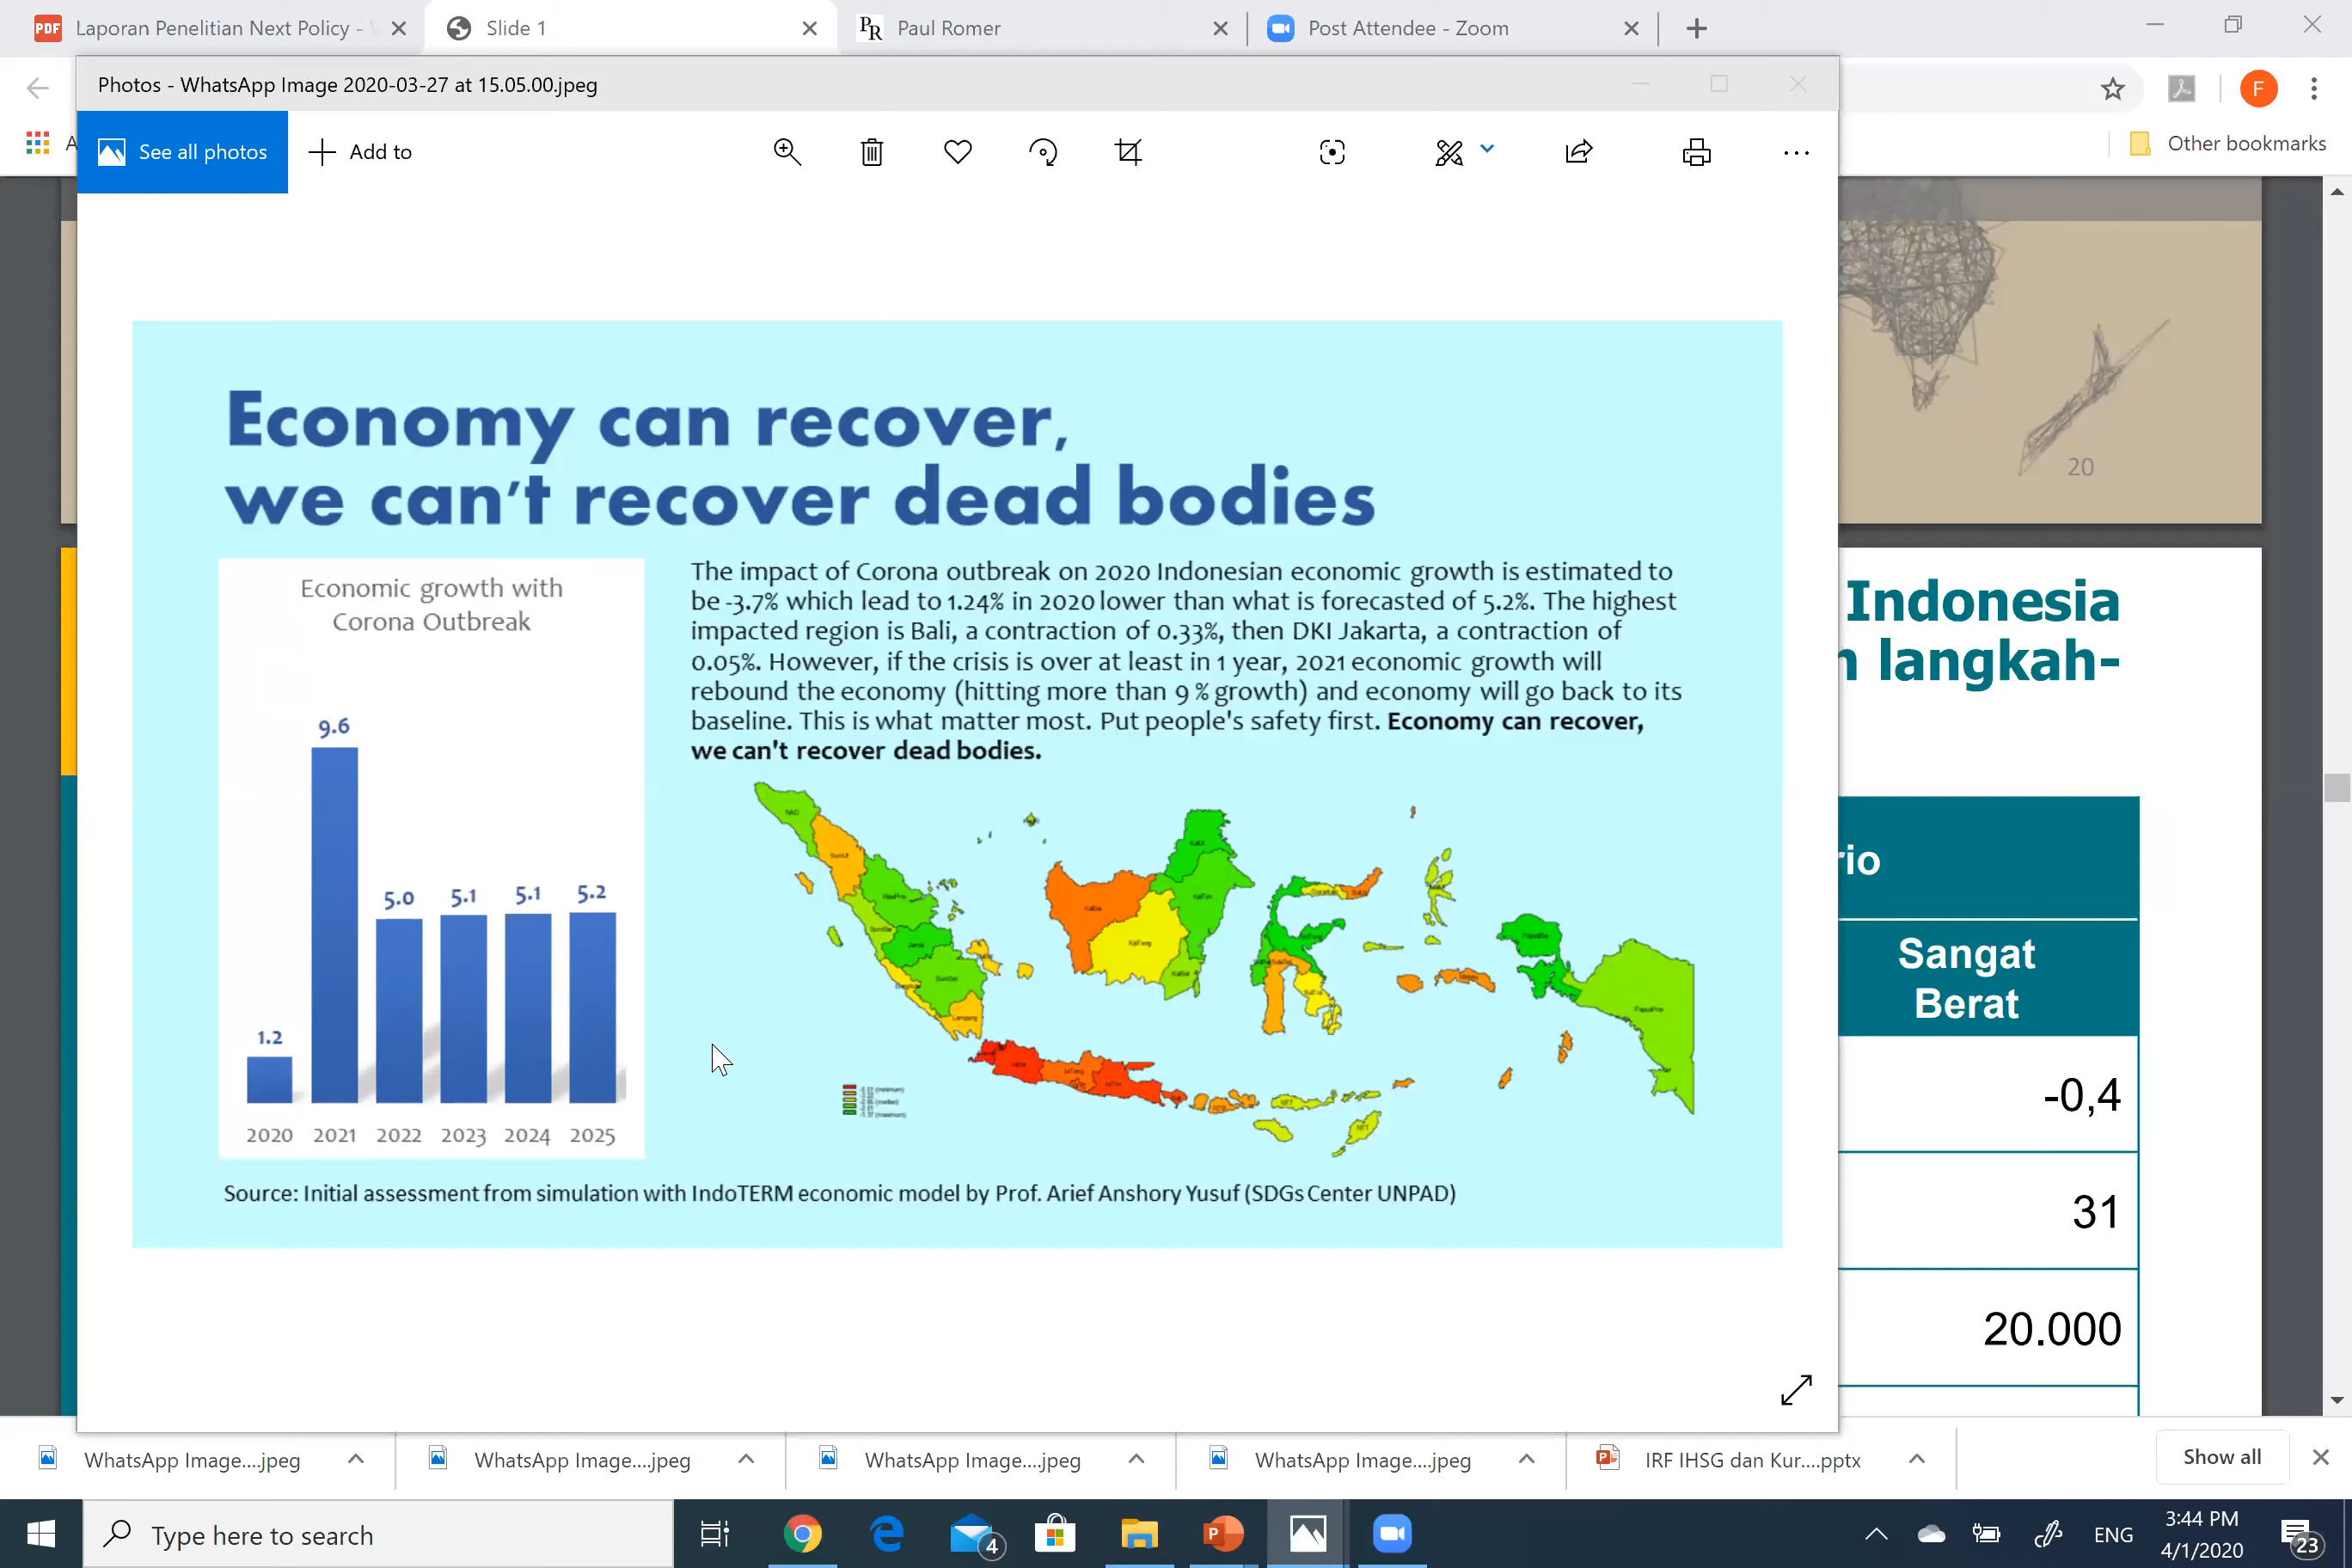 Laporan Penelitian Next Policy -
Slide 1
Paul Romer
Post Attendee - Zoom
Photos - WhatsApp Image 2020-03-27 at 15.05.00.jpeg
F
See all photos
Add to
Other bookmarks
20
Economy can recover,
we can't recover dead bodies
Economic growth with
Corona Outbreak
9.6
5.0
5.1
5.1
5.2
1.2
2020 2021 2022 2023 2024 2025
The impact of Corona outbreak on 2020 Indonesian economic growth is estimated to
be -3.7% which lead to 1.24% in 2020 lower than what is forecasted of 5.2%. The highest
impacted region is Bali, a contraction of 0.33%, then DKI Jakarta, a contraction of
0.05%. However, if the crisis is over at least in 1 year, 2021 economic growth will
rebound the economy (hitting more than 9 % growth) and economy will go back to its
baseline. This is what matter most. Put people's safety first. Economy can recover,
we can't recover dead bodies.
Source: Initial assessment from simulation with IndoTERM economic model by Prof. Arief Anshory Yusuf (SDGs Center UNPAD)
Indonesia
langkah-
rio
Sangat
Berat
-0,4
31
20.000
WhatsApp Image....jpeg
WhatsApp Image....jpeg
WhatsApp Image....jpeg
WhatsApp Image....jpeg
IRF IHSG dan Kur....pptx
Show all
Type here to search
4
ENG
3:44 PM
4/1/2020
23